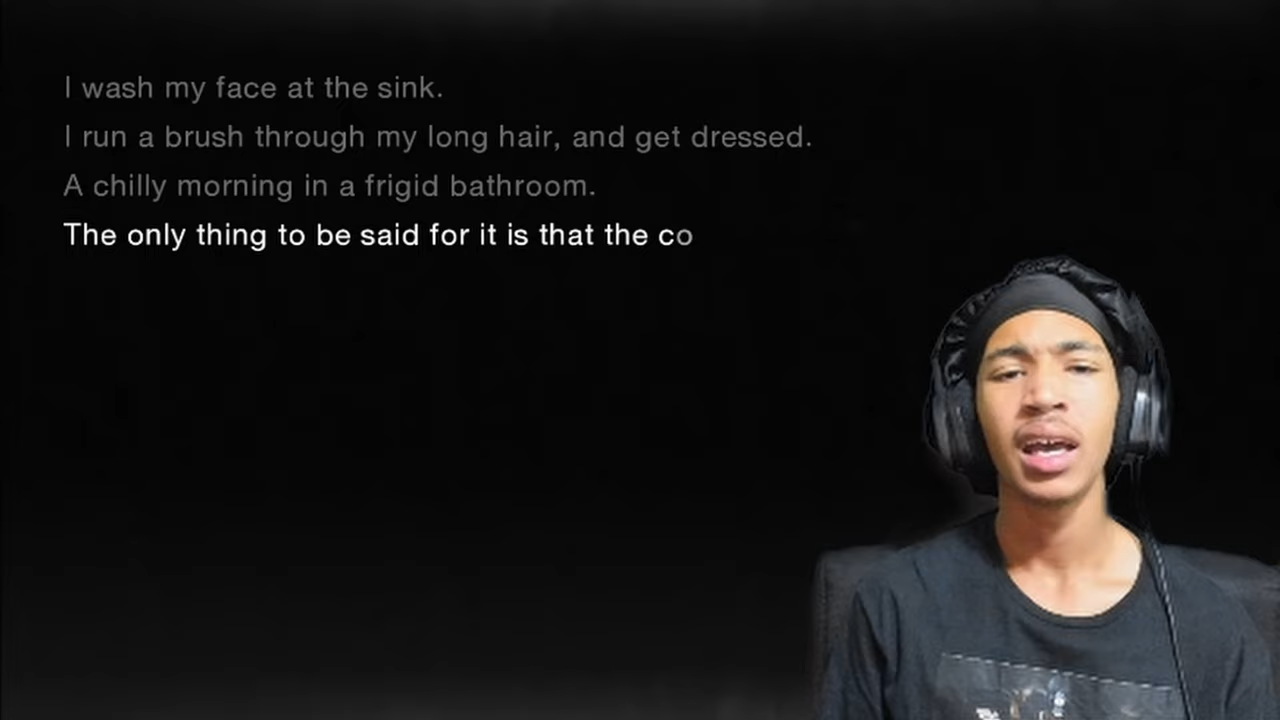 I wash my face at the sink.
I run a brush through my long hair, and get dressed.
A chilly morning in a frigid bathroom.
The only thing to be said for it is that the co